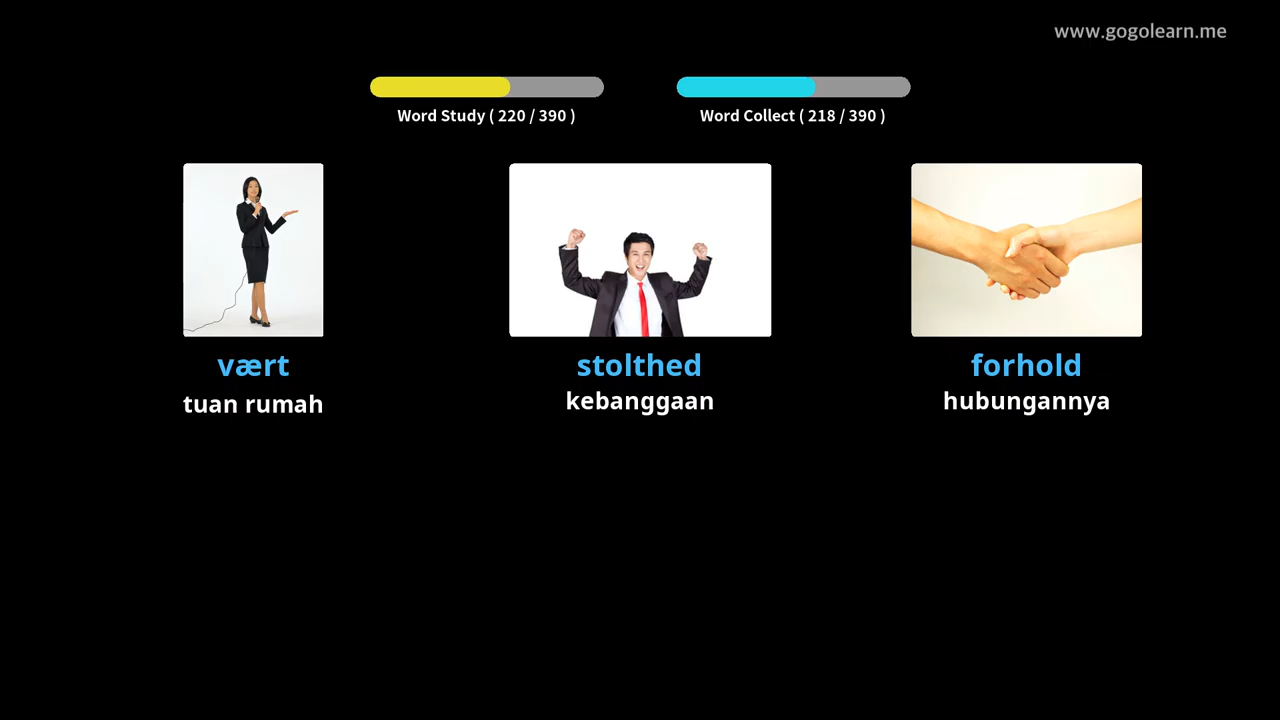 www.gogolearn.me
Word Study ( 220 / 390 )
Word Collect ( 218 / 390 )
vært
tuan rumah
stolthed
kebanggaan
forhold
hubungannya